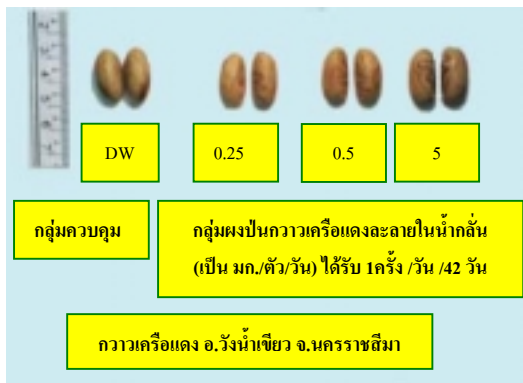 DW
0.25
0.5
5
กลุ่มควบคุม
กลุ่มผงป่นกวาวเครือแดงละลายในน้ำกลั่น
(เป็น มก./ตัว/วัน) ได้รับ 1ครั้ง /วัน /42 วัน
กวาวเครือแดง อ.วังน้ำเขียว จ.นครราชสีมา